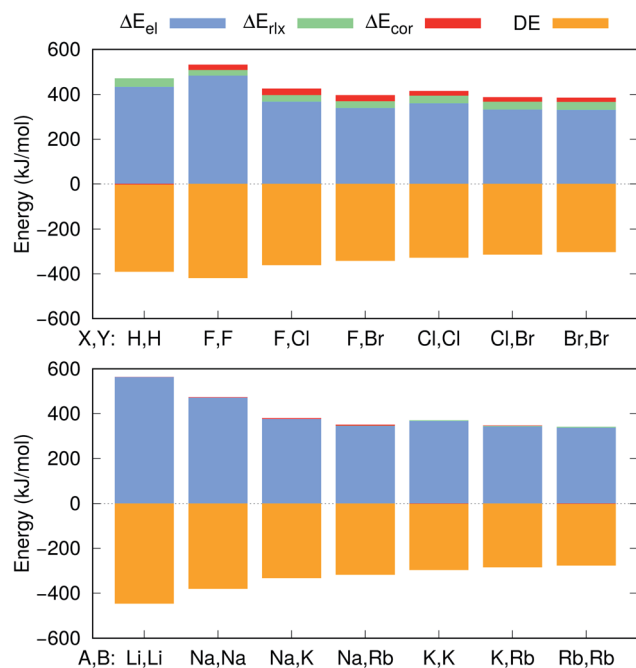 ΔE_el ΔE_rlx ΔE_cor DE
600
400
200
0
−200
−400
−600
Energy (kJ/mol)
X,Y: H,H F,F F,Cl F,Br Cl,Cl Cl,Br Br,Br
600
400
200
0
−200
−400
−600
Energy (kJ/mol)
A,B: Li,Li Na,Na Na,K Na,Rb K,K K,Rb Rb,Rb